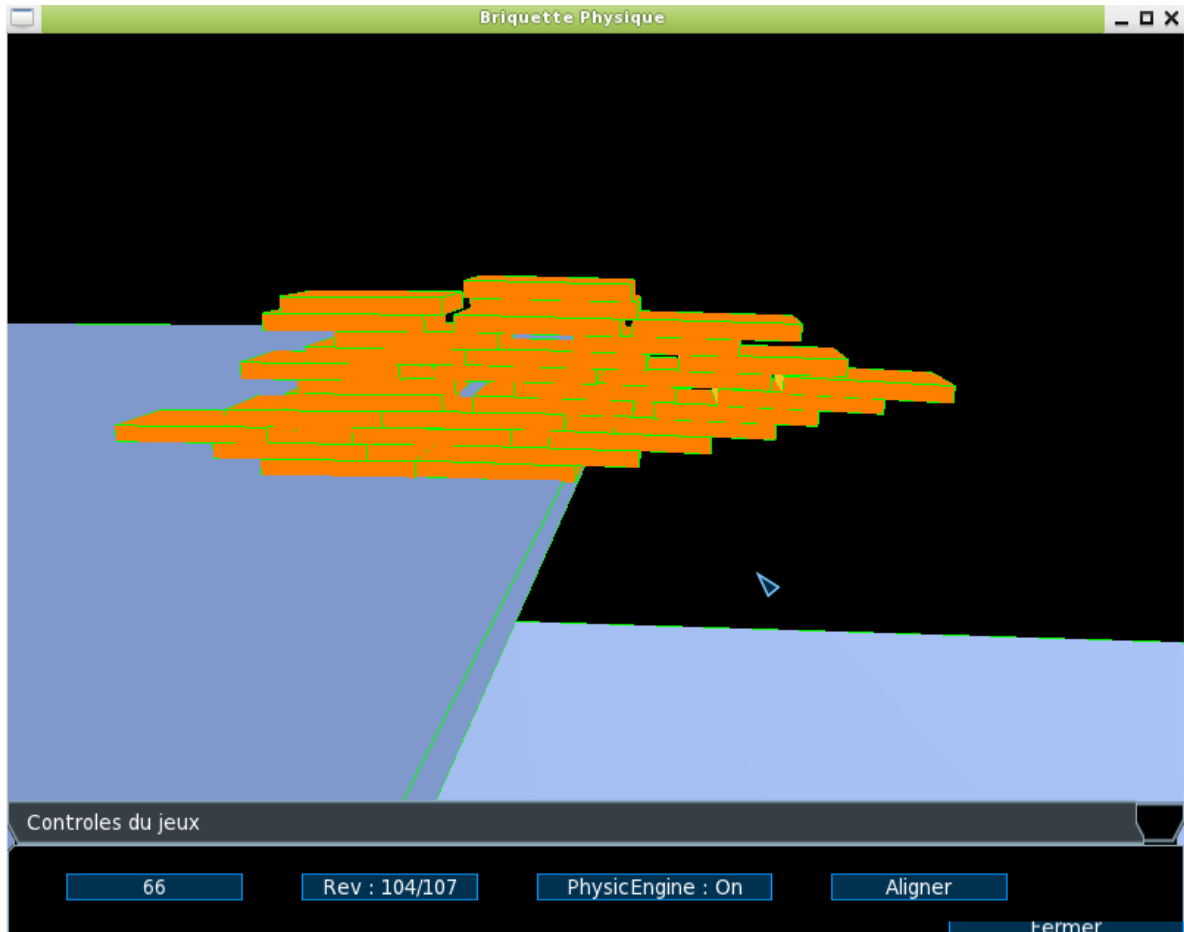 Briquette Physique
Controles du jeux
66
Rev : 104/107
PhysicEngine : On
Aligner
Fermer